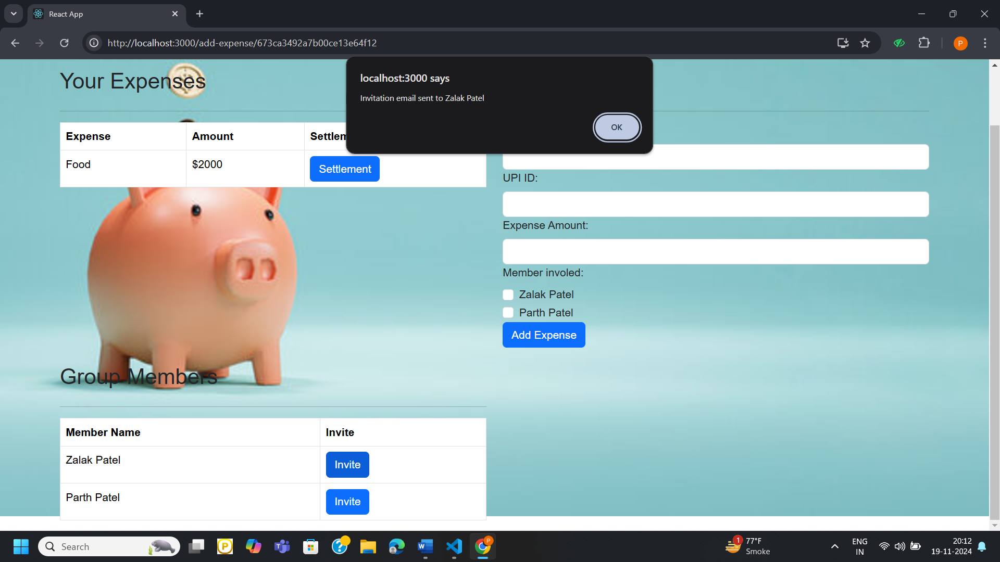 React App
http://localhost:3000/add-expense/673ca3492a7b00ce13e64f12
P
localhost:3000 says
Invitation email sent to Zalak Patel
OK
Your Expenses
Expense Amount Settlem
Food $2000 Settlement
UPI ID:
Expense Amount:
Member involed:
Zalak Patel
Parth Patel
Add Expense
Group Members
Member Name Invite
Zalak Patel Invite
Parth Patel Invite
Search
P
T
?
W
P
1
77°F
Smoke
ENG
IN
20:12
19-11-2024